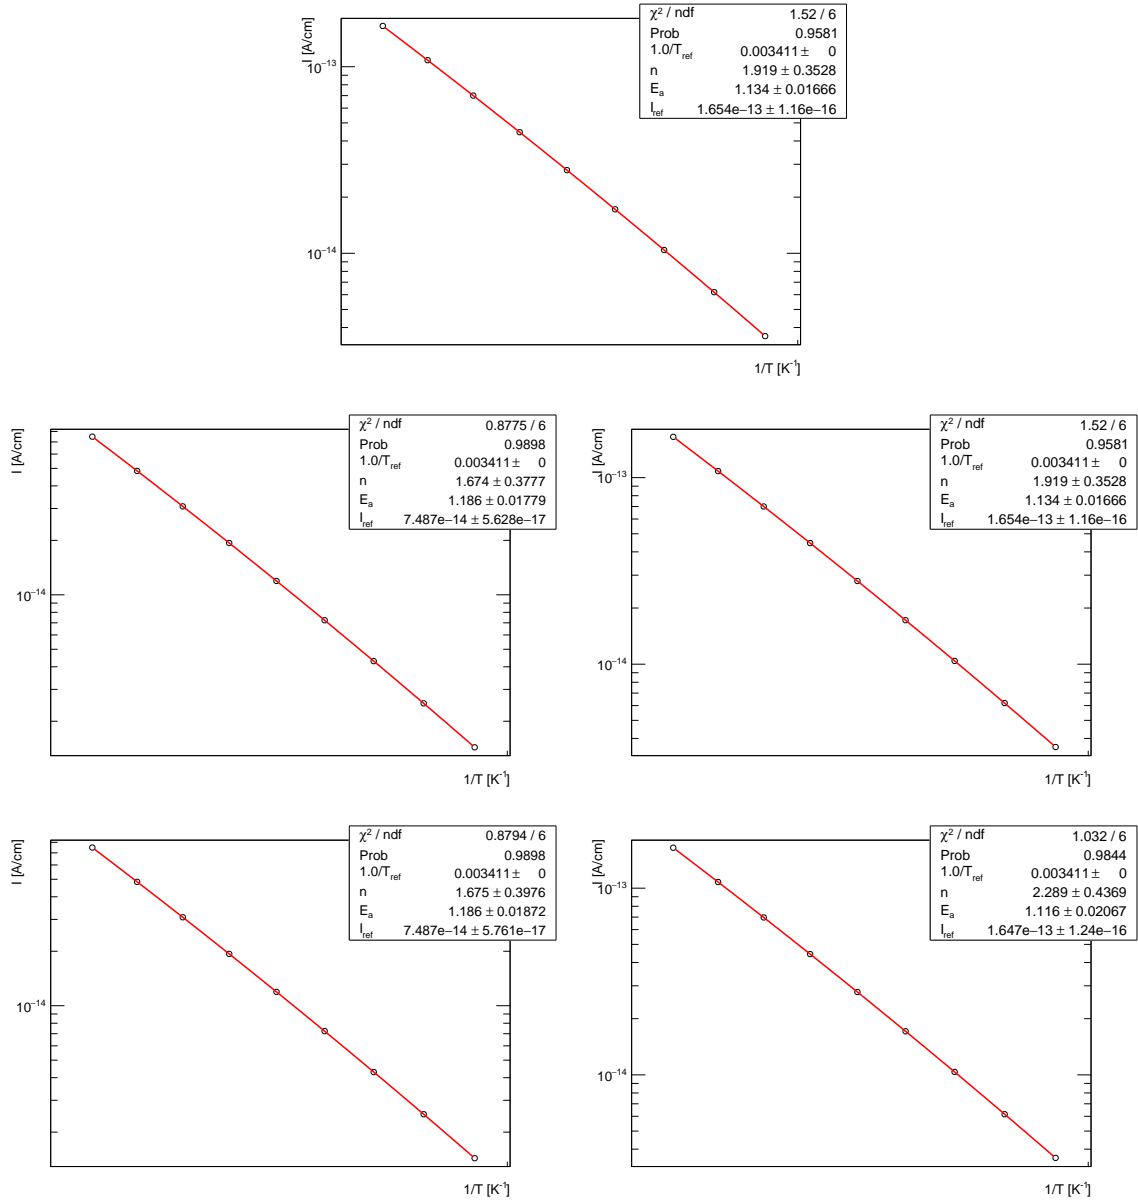 I [A/cm]
10⁻¹³
10⁻¹⁴
1/T [K⁻¹]
χ² / ndf 1.52 / 6
Prob 0.9581
1.0/T_ref 0.003411 ± 0
n 1.919 ± 0.3528
E_a 1.134 ± 0.01666
I_ref 1.654e−13 ± 1.16e−16
I [A/cm]
10⁻¹⁴
1/T [K⁻¹]
χ² / ndf 0.8775 / 6
Prob 0.9898
1.0/T_ref 0.003411 ± 0
n 1.674 ± 0.3777
E_a 1.186 ± 0.01779
I_ref 7.487e−14 ± 5.628e−17
I [A/cm]
10⁻¹³
10⁻¹⁴
1/T [K⁻¹]
χ² / ndf 1.52 / 6
Prob 0.9581
1.0/T_ref 0.003411 ± 0
n 1.919 ± 0.3528
E_a 1.134 ± 0.01666
I_ref 1.654e−13 ± 1.16e−16
I [A/cm]
10⁻¹⁴
1/T [K⁻¹]
χ² / ndf 0.8794 / 6
Prob 0.9898
1.0/T_ref 0.003411 ± 0
n 1.675 ± 0.3976
E_a 1.186 ± 0.01872
I_ref 7.487e−14 ± 5.761e−17
I [A/cm]
10⁻¹³
10⁻¹⁴
1/T [K⁻¹]
χ² / ndf 1.032 / 6
Prob 0.9844
1.0/T_ref 0.003411 ± 0
n 2.289 ± 0.4369
E_a 1.116 ± 0.02067
I_ref 1.647e−13 ± 1.24e−16